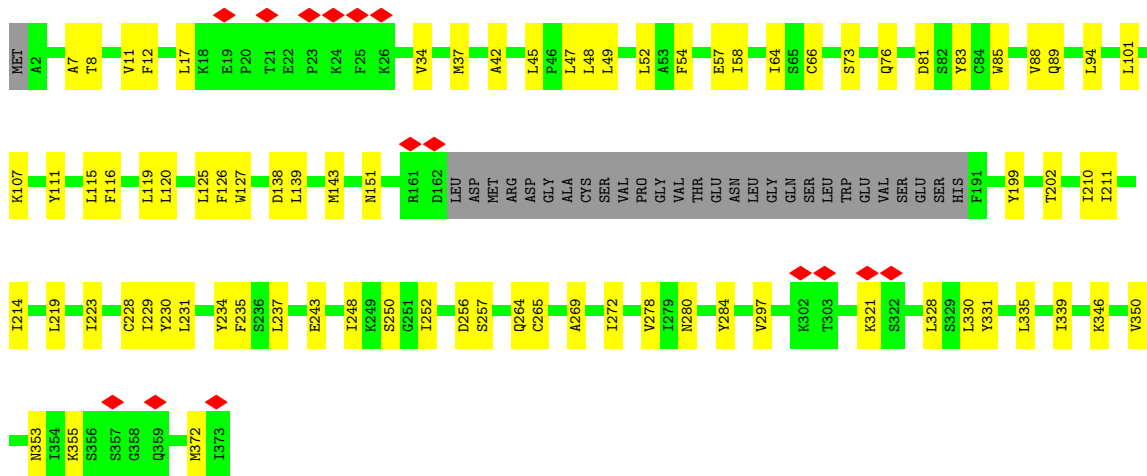 MET A2 A7 T8 V11 F12 L17 K18 E19 P20 T21 E22 P23 K24 F25 K26 V34 M37 A42 L45 P46 L47 L48 L49 L52 A53 F54 E57 I58 I64 S65 C66 S73 Q76 D81 S82 Y83 C84 W85 V88 Q89 L94 L101
K107 Y111 L115 F116 L119 L120 L125 F126 W127 D138 L139 M143 N151 R161 D162 LEU ASP MET ARG ASP GLY ALA CYS SER VAL PRO GLY VAL THR GLU ASN LEU GLY GLN SER LEU TRP GLU VAL SER GLU SER HIS F191 Y199 T202 I210 I211
I214 L219 I223 C228 I229 Y230 L231 Y234 F235 S236 L237 E243 I248 K249 S250 G251 I252 D256 S257 Q264 C265 A269 I272 V278 I279 N280 Y284 V297 K302 T303 K321 S322 L328 S329 L330 Y331 L335 I339 K346 V350
N353 I354 K355 S356 S357 G358 Q359 M372 I373